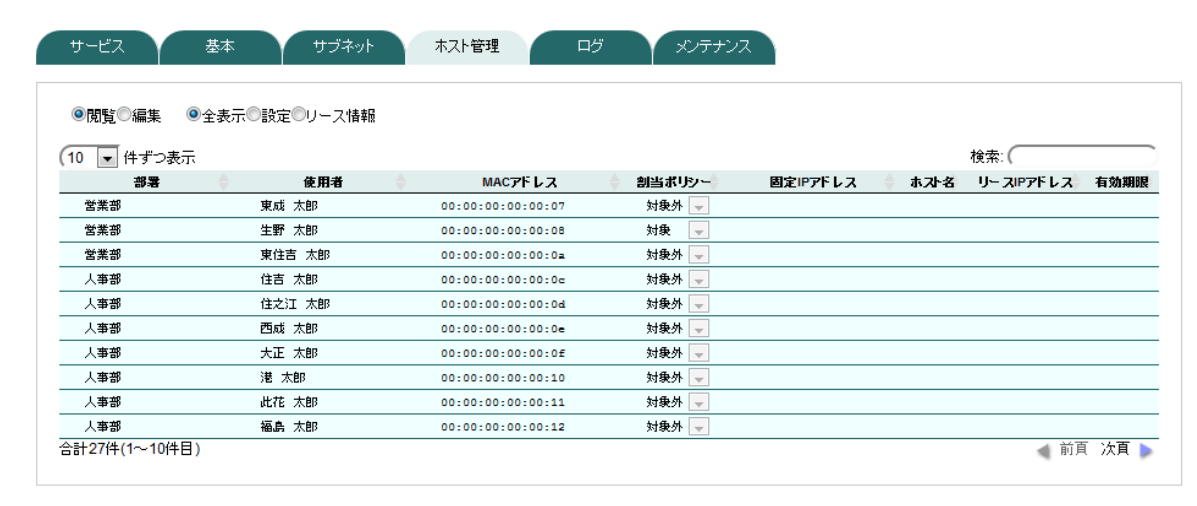 サービス 基本 サブネット ホスト管理 ログ メンテナンス
閲覧 編集 全表示 設定 リース情報
10 件ずつ表示 検索:
部署 使用者 MACアドレス 割当ポリシー 固定IPアドレス ホスト名 リースIPアドレス 有効期限
営業部 東成 太郎 00:00:00:00:00:07 対象外
営業部 生野 太郎 00:00:00:00:00:08 対象
営業部 東住吉 太郎 00:00:00:00:00:0a 対象外
人事部 住吉 太郎 00:00:00:00:00:0c 対象外
人事部 住之江 太郎 00:00:00:00:00:0d 対象外
人事部 西成 太郎 00:00:00:00:00:0e 対象外
人事部 大正 太郎 00:00:00:00:00:0f 対象外
人事部 港 太郎 00:00:00:00:00:10 対象外
人事部 此花 太郎 00:00:00:00:00:11 対象外
人事部 福島 太郎 00:00:00:00:00:12 対象外
合計27件(1~10件目) 前頁 次頁